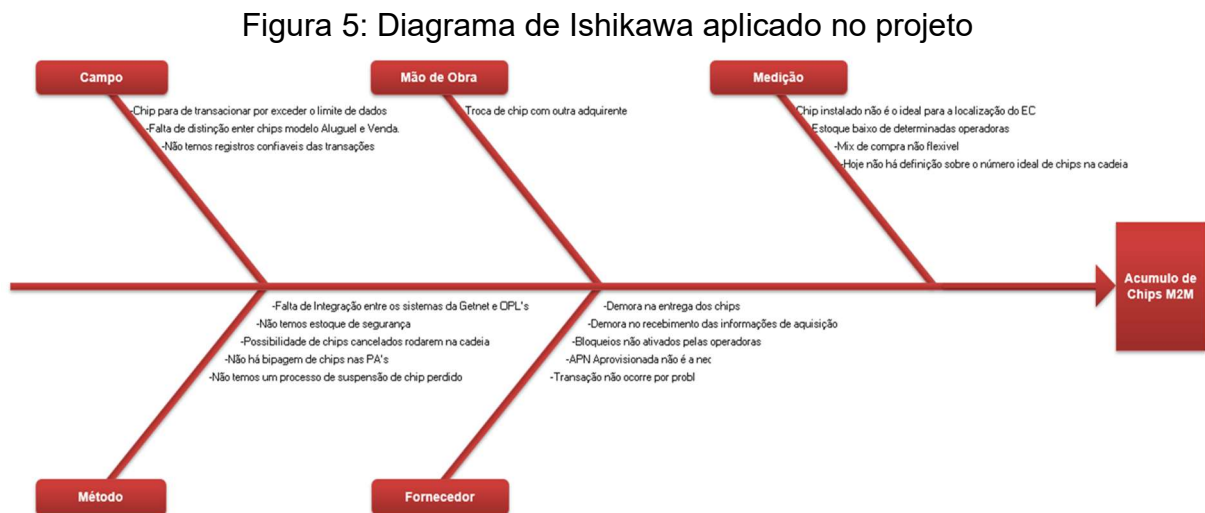 Figura 5: Diagrama de Ishikawa aplicado no projeto
Campo
-Chip para de transacionar por exceder o limite de dados
-Falta de distinção enter chips modelo Aluguel e Venda.
-Não temos registros confiaveis das transações
Mão de Obra
Troca de chip com outra adquirente
Medição
Chip instalado não é o ideal para a localização do EC
Estoque baixo de determinadas operadoras
-Mix de compra não flexivel
-Hoje não há definição sobre o número ideal de chips na cadeia
Acumulo de
Chips M2M
-Falta de Integração entre os sistemas da Getnet e OPL's
-Não temos estoque de segurança
-Possibilidade de chips cancelados rodarem na cadeia
-Não há bipagem de chips nas PA's
-Não temos um processo de suspensão de chip perdido
Método
-Demora na entrega dos chips
-Demora no recebimento das informações de aquisição
-Bloqueios não ativados pelas operadoras
-APN Aprovisionada não é a
-Transação não ocorre por
Fornecedor